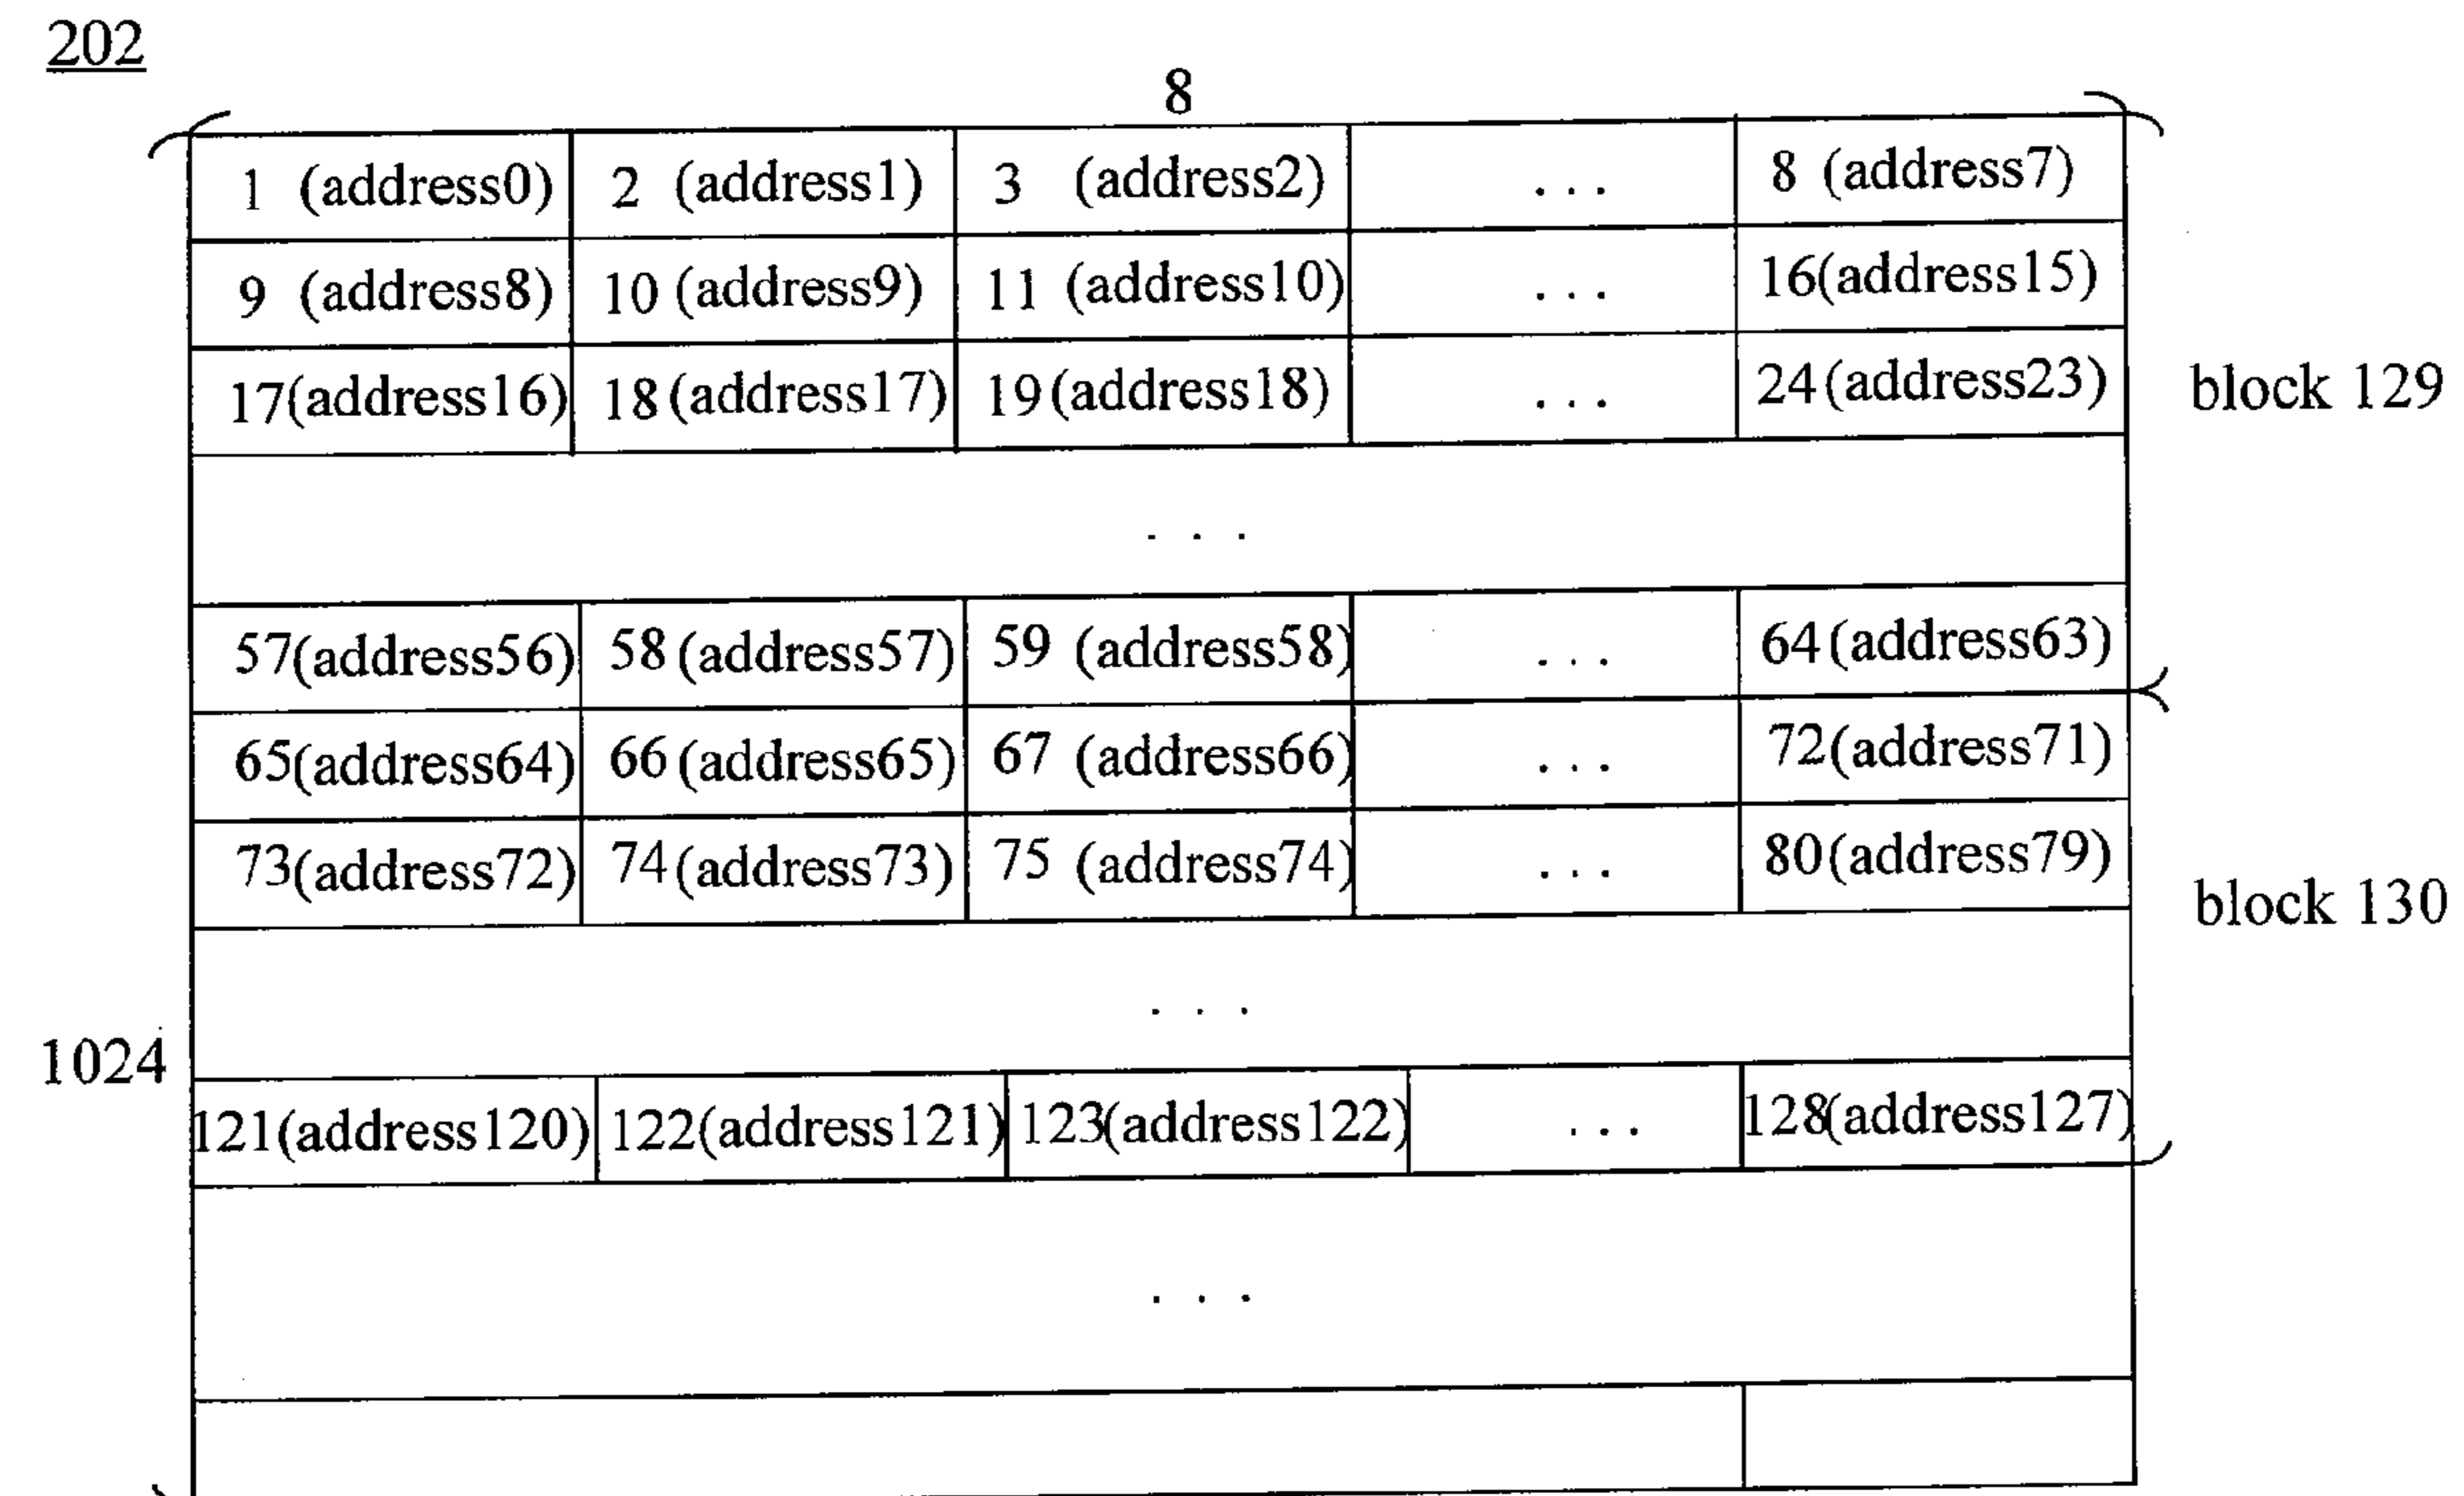 202
8
1 (address0) 2 (address1) 3 (address2) ... 8 (address7)
9 (address8) 10 (address9) 11 (address10) ... 16(address15)
17(address16) 18(address17) 19(address18) ... 24(address23)
block 129
...
57(address56) 58(address57) 59 (address58) ... 64(address63)
65(address64) 66(address65) 67 (address66) ... 72(address71)
73(address72) 74(address73) 75 (address74) ... 80(address79)
block 130
...
1024
121(address120) 122(address121) 123(address122) ... 128(address127)
...